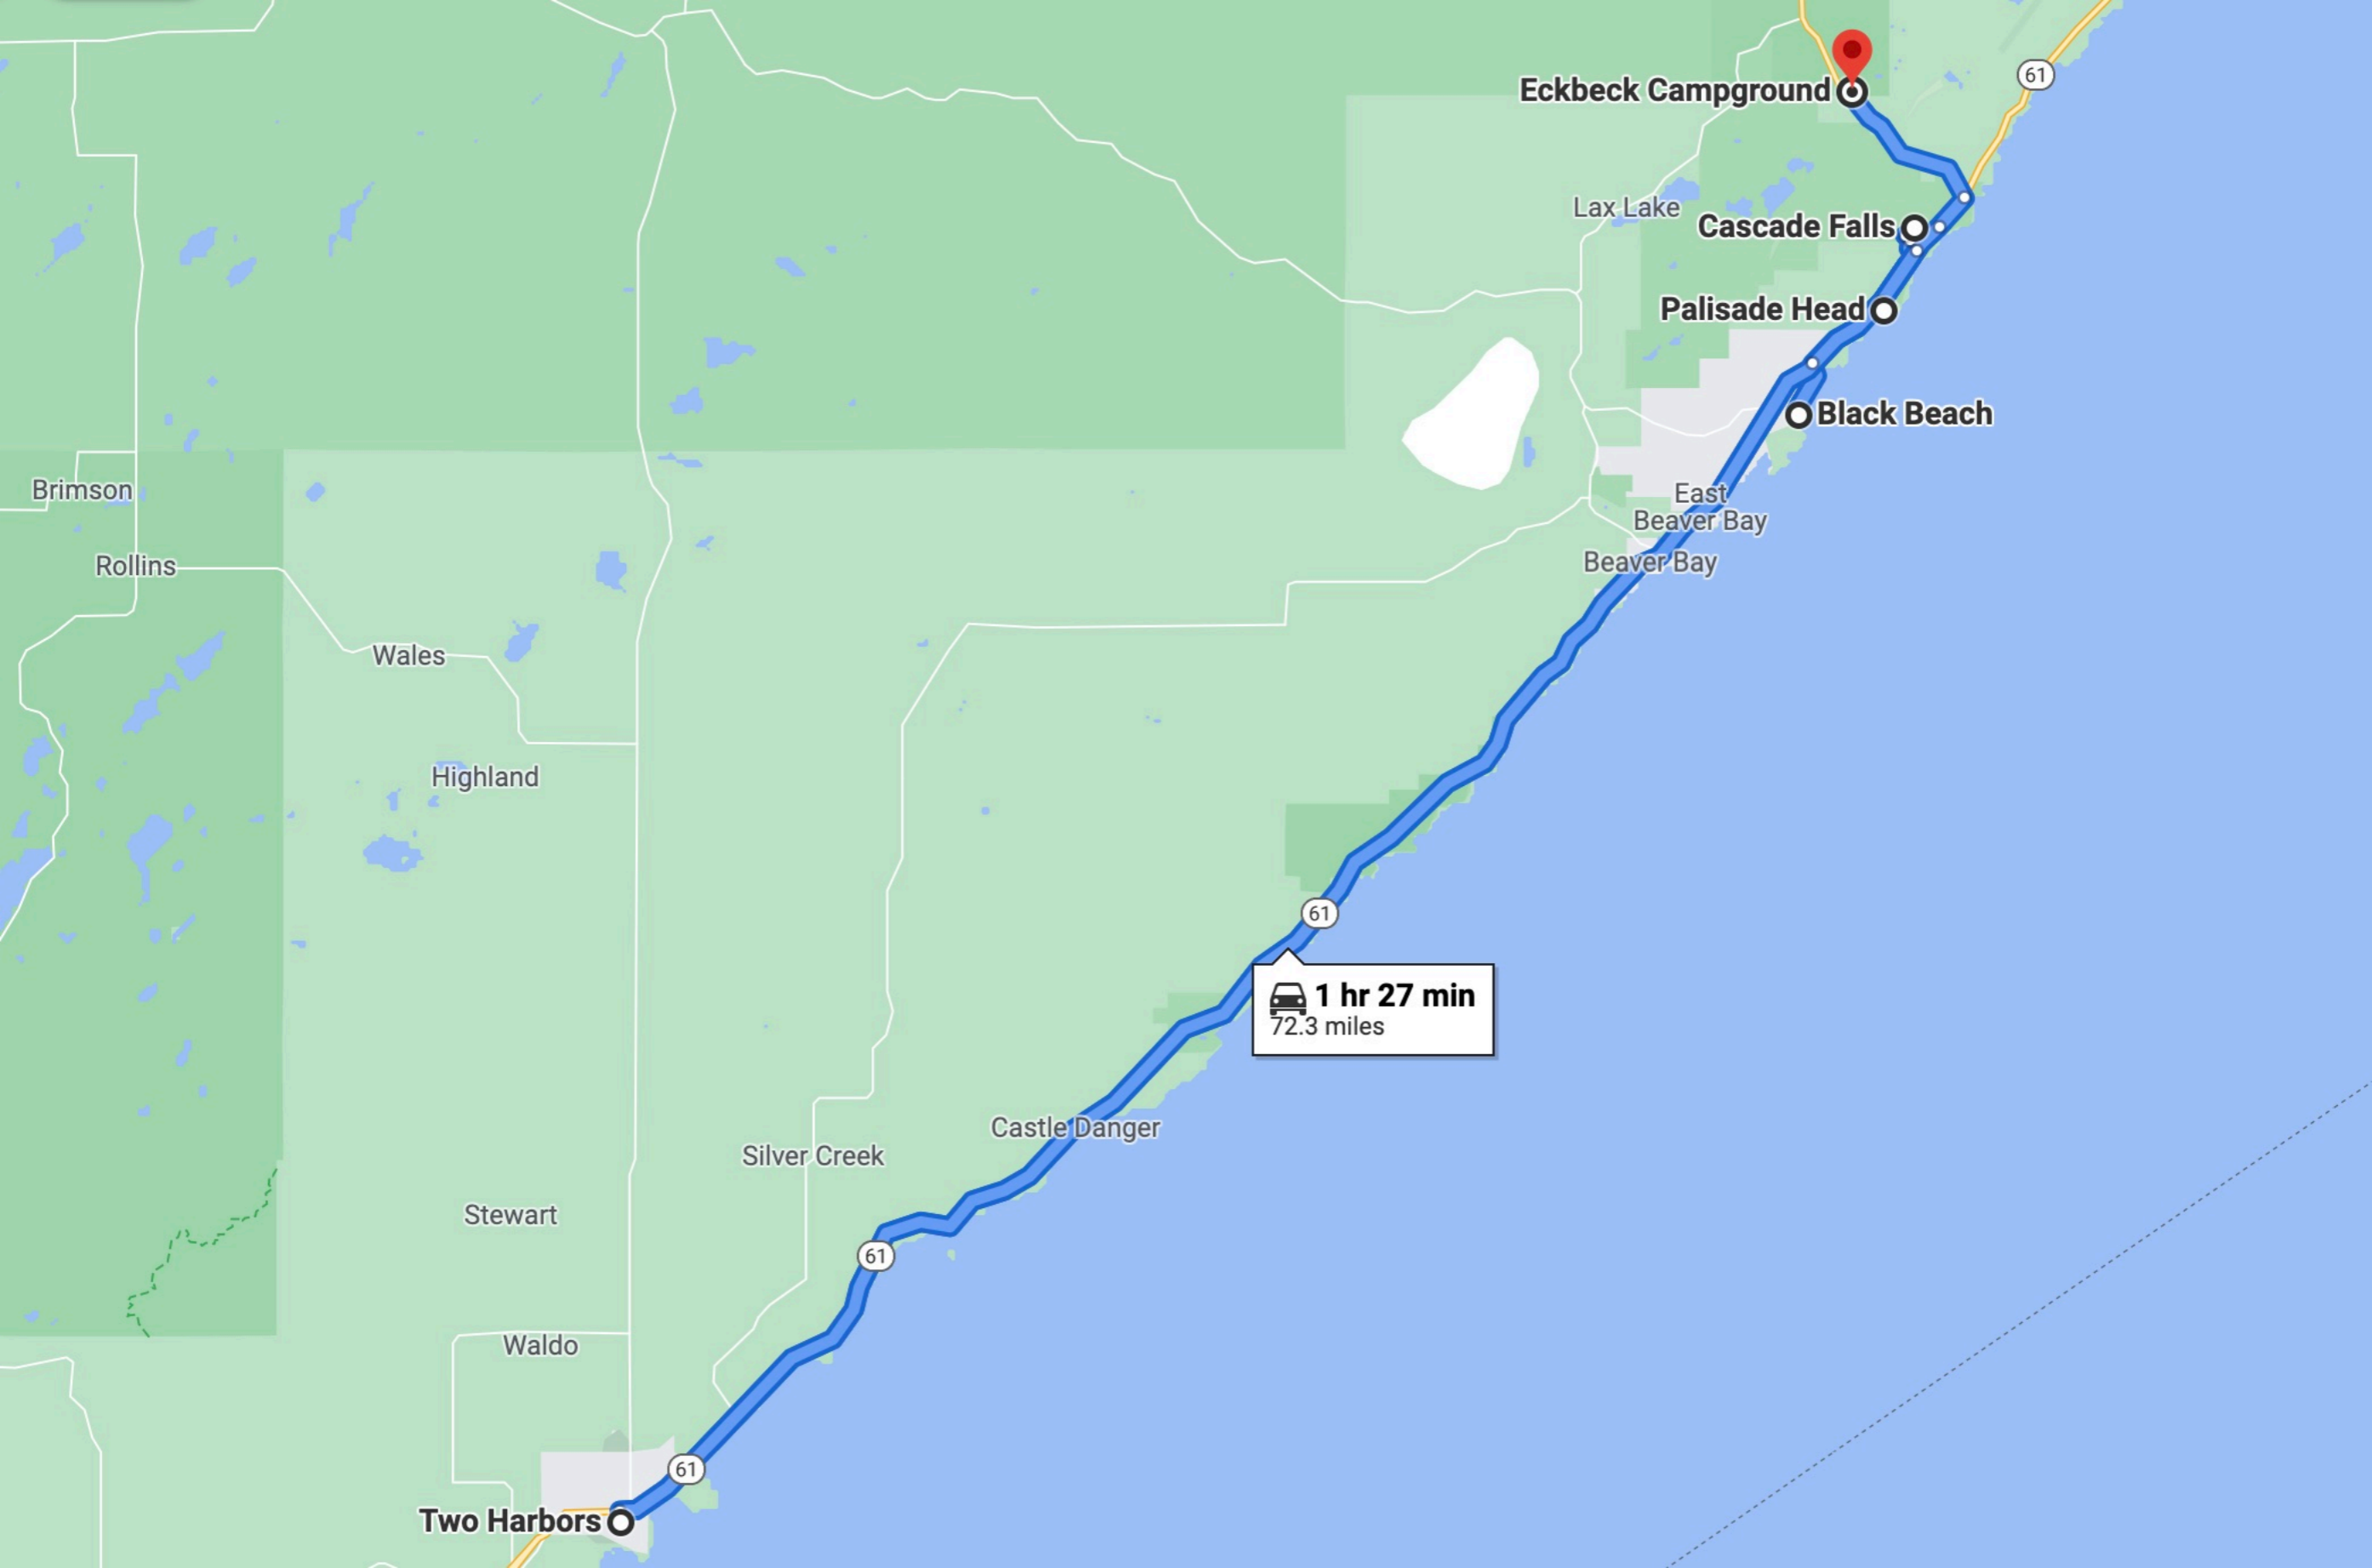 61
Eckbeck Campground
Lax Lake
Cascade Falls
Palisade Head
Black Beach
Brimson
East
Beaver Bay
Beaver Bay
Rollins
Wales
Highland
61
1 hr 27 min
72.3 miles
Castle Danger
Silver Creek
Stewart
61
Waldo
61
Two Harbors